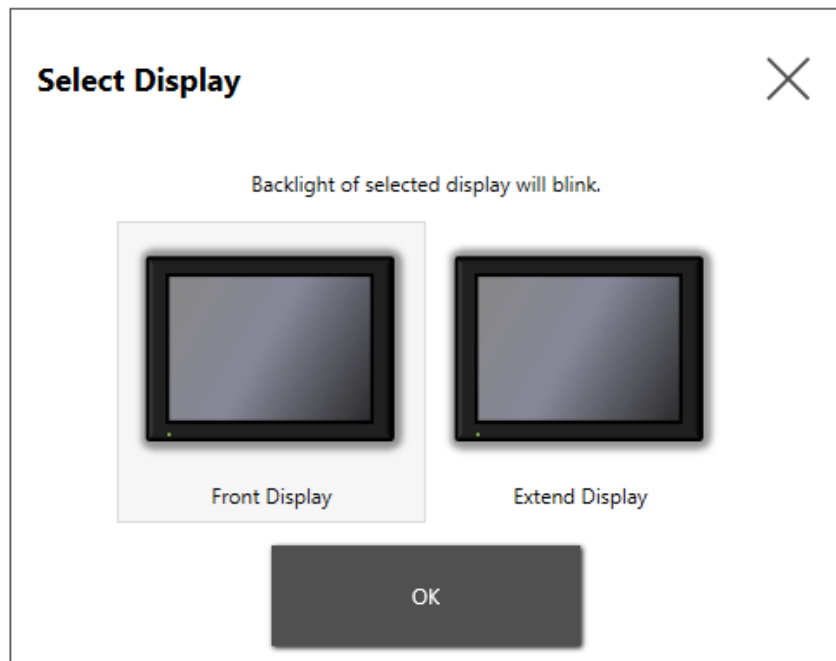 Select Display
Backlight of selected display will blink.
Front Display
Extend Display
OK